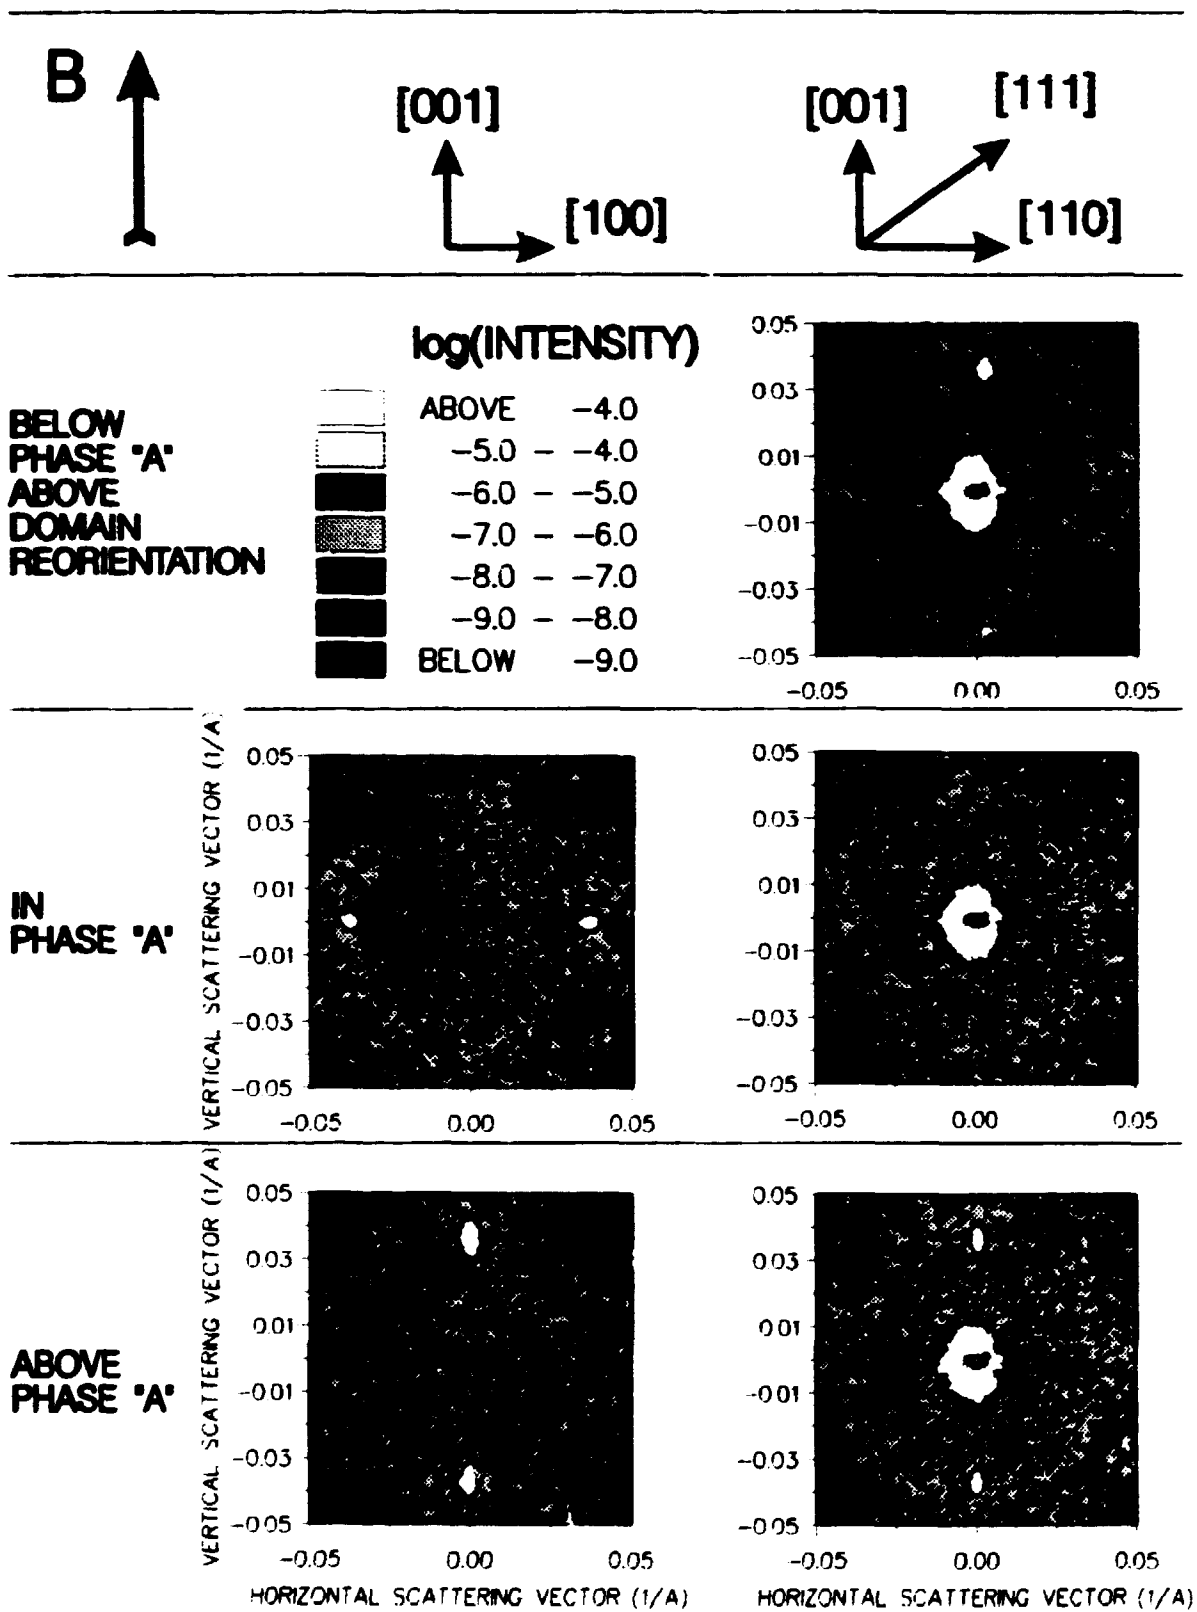 B
[001]
[100]
[001]
[111]
[110]
log(INTENSITY)
ABOVE -4.0
-5.0 - -4.0
-6.0 - -5.0
-7.0 - -6.0
-8.0 - -7.0
-9.0 - -8.0
BELOW -9.0
BELOW
PHASE "A"
ABOVE
DOMAIN
REORIENTATION
0.05
0.03
0.01
-0.01
-0.03
-0.05
-0.05 0.00 0.05
IN
PHASE "A"
VERTICAL SCATTERING VECTOR (1/A)
0.05
0.03
0.01
-0.01
-0.03
-0.05
-0.05 0.00 0.05
0.05
0.03
0.01
-0.01
-0.03
-0.05
-0.05 0.00 0.05
ABOVE
PHASE "A"
VERTICAL SCATTERING VECTOR (1/A)
0.05
0.03
0.01
-0.01
-0.03
-0.05
-0.05 0.00 0.05
HORIZONTAL SCATTERING VECTOR (1/A)
0.05
0.03
0.01
-0.01
-0.03
-0.05
-0.05 0.00 0.05
HORIZONTAL SCATTERING VECTOR (1/A)